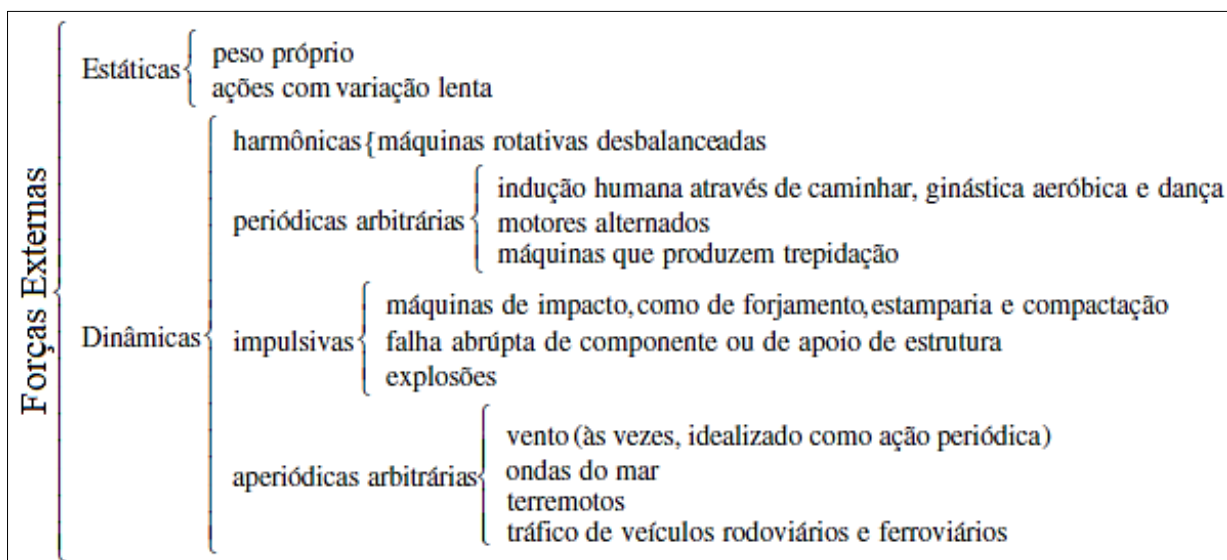 Forças Externas
Estáticas
peso próprio
ações com variação lenta
Dinâmicas
harmônicas{máquinas rotativas desbalanceadas
periódicas arbitrárias
indução humana através de caminhar, ginástica aeróbica e dança
motores alternados
máquinas que produzem trepidação
impulsivas
máquinas de impacto, como de forjamento, estamparia e compactação
falha abrúpta de componente ou de apoio de estrutura
explosões
aperiódicas arbitrárias
vento (às vezes, idealizado como ação periódica)
ondas do mar
terremotos
tráfico de veículos rodoviários e ferroviários